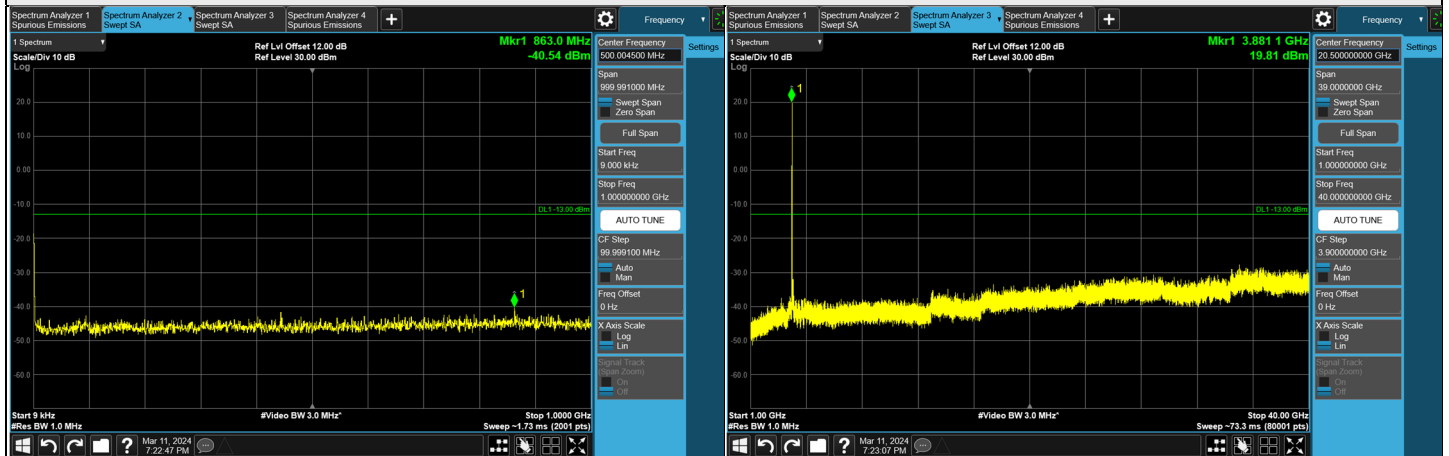 Spectrum Analyzer 1
Spurious Emissions
Spectrum Analyzer 2
Swept SA
Spectrum Analyzer 3
Swept SA
Spectrum Analyzer 4
Spurious Emissions
Frequency
1 Spectrum
Scale/Div 10 dB
Log
Ref Lvl Offset 12.00 dB
Ref Level 30.00 dBm
Mkr1 863.0 MHz
-40.54 dBm
20.0
10.0
0.00
-10.0
-20.0
-30.0
-40.0
-50.0
-60.0
DL1 -13.00 dBm
1
Start 9 kHz
#Res BW 1.0 MHz
#Video BW 3.0 MHz*
Stop 1.0000 GHz
Sweep ~1.73 ms (2001 pts)
Center Frequency
500.004500 MHz
Span
999.991000 MHz
Swept Span
Zero Span
Full Span
Start Freq
9.000 kHz
Stop Freq
1.000000000 GHz
AUTO TUNE
CF Step
99.999100 MHz
Auto
Man
Freq Offset
0 Hz
X Axis Scale
Log
Lin
Signal Track
(Span Zoom)
On
Off
Settings
?
Mar 11, 2024
7:22:47 PM
Spectrum Analyzer 1
Spurious Emissions
Spectrum Analyzer 2
Swept SA
Spectrum Analyzer 3
Swept SA
Spectrum Analyzer 4
Spurious Emissions
Frequency
1 Spectrum
Scale/Div 10 dB
Log
Ref Lvl Offset 12.00 dB
Ref Level 30.00 dBm
Mkr1 3.881 1 GHz
19.81 dBm
20.0
10.0
0.00
-10.0
-20.0
-30.0
-40.0
-50.0
-60.0
DL1 -13.00 dBm
1
Start 1.00 GHz
#Res BW 1.0 MHz
#Video BW 3.0 MHz*
Stop 40.00 GHz
Sweep ~73.3 ms (80001 pts)
Center Frequency
20.500000000 GHz
Span
39.0000000 GHz
Swept Span
Zero Span
Full Span
Start Freq
1.000000000 GHz
Stop Freq
40.000000000 GHz
AUTO TUNE
CF Step
3.900000000 GHz
Auto
Man
Freq Offset
0 Hz
X Axis Scale
Log
Lin
Signal Track
(Span Zoom)
On
Off
Settings
?
Mar 11, 2024
7:23:07 PM